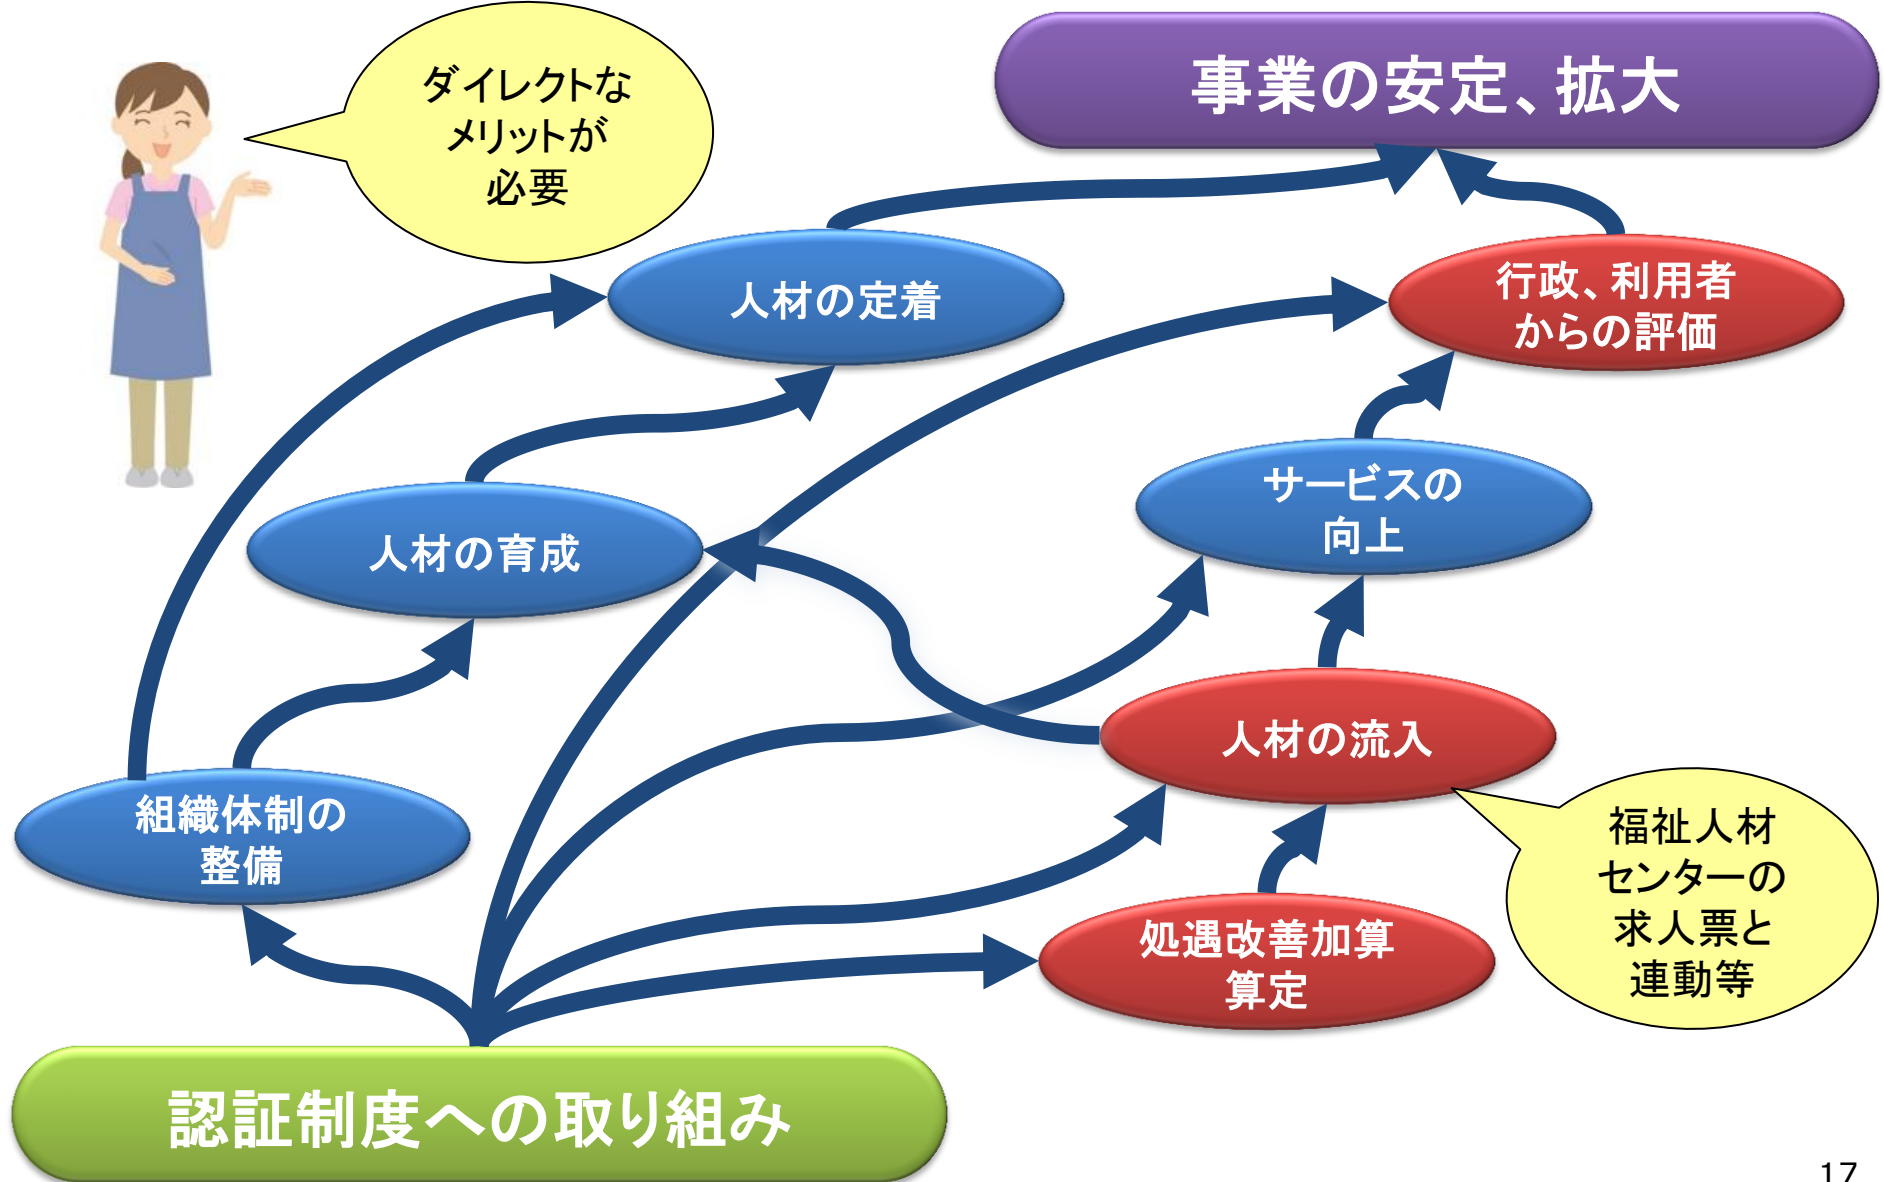 ダイレクトな
メリットが
必要
事業の安定、拡大
人材の定着
行政、利用者
からの評価
サービスの
向上
人材の育成
人材の流入
組織体制の
整備
福祉人材
センターの
求人票と
連動等
処遇改善加算
算定
認証制度への取り組み
17